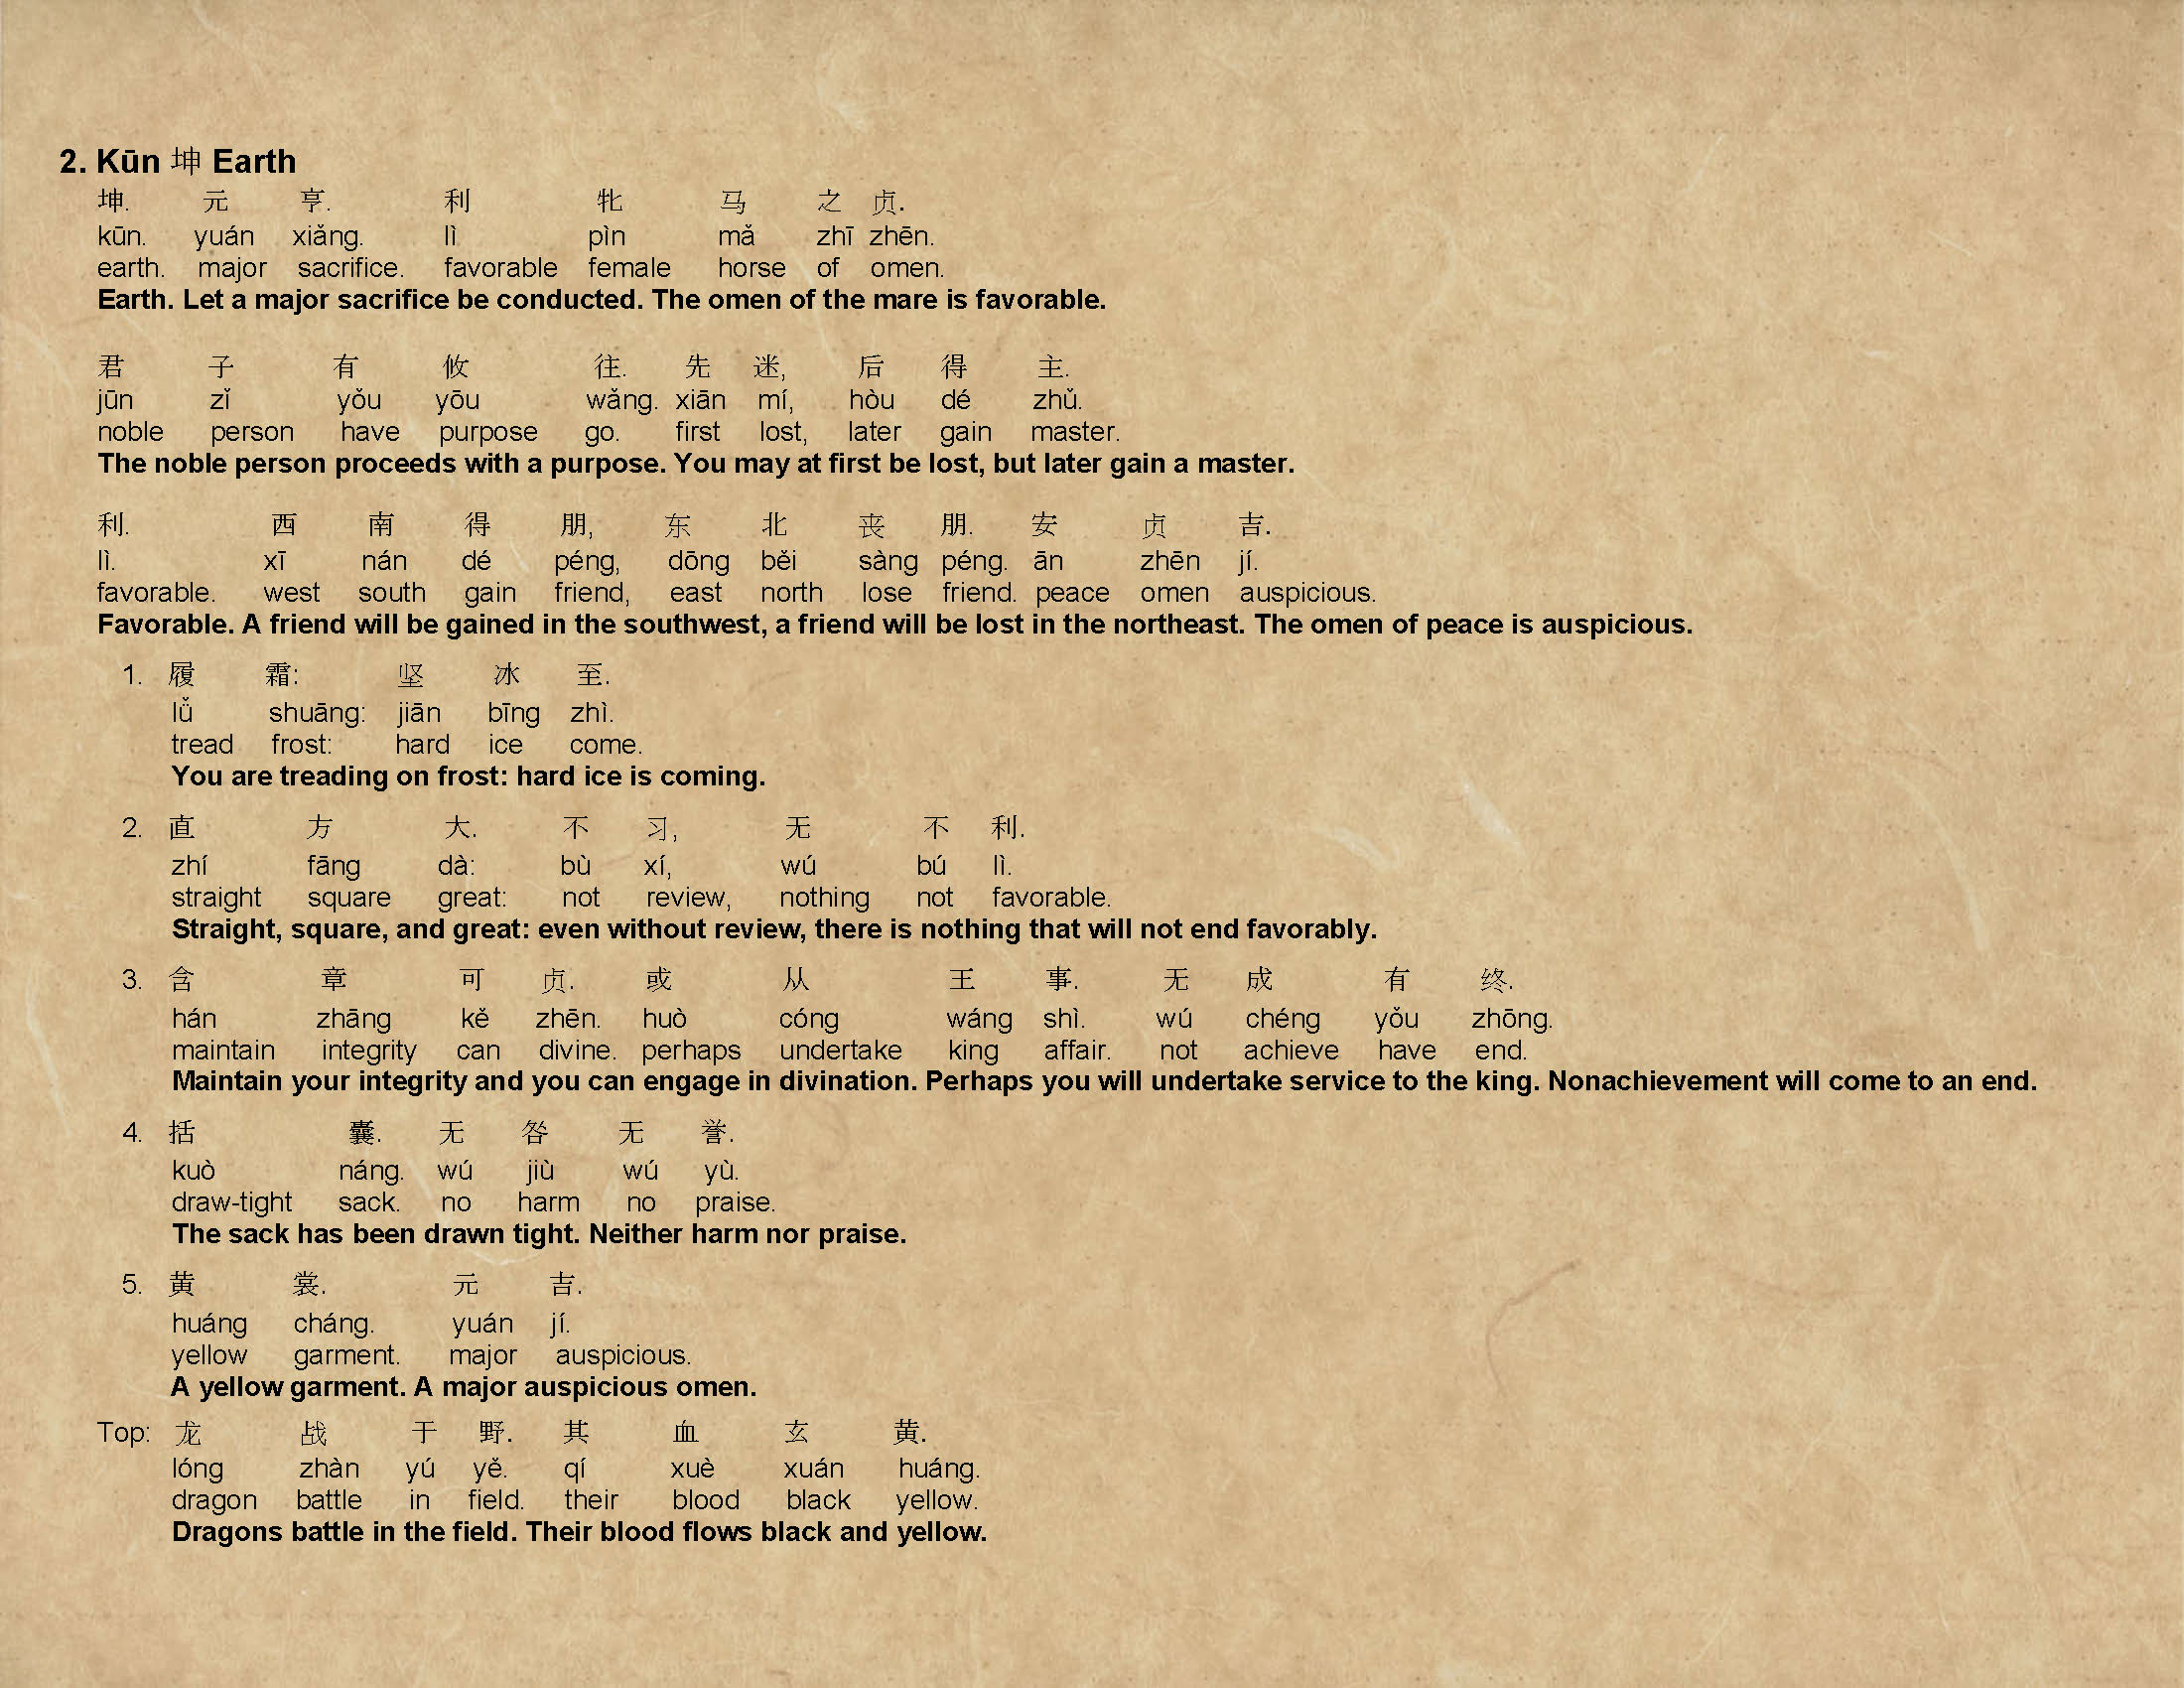 2. Kūn 坤 Earth
坤. 元 亨. 利 牝 马 之 贞.
kūn. yuán xiǎng. lì pìn mǎ zhī zhēn.
earth. major sacrifice. favorable female horse of omen.
Earth. Let a major sacrifice be conducted. The omen of the mare is favorable.
君 子 有 攸 往. 先 迷, 后 得 主.
jūn zǐ yǒu yōu wǎng. xiān mí, hòu dé zhǔ.
noble person have purpose go. first lost, later gain master.
The noble person proceeds with a purpose. You may at first be lost, but later gain a master.
利. 西 南 得 朋, 东 北 丧 朋. 安 贞 吉.
lì. xī nán dé péng, dōng běi sàng péng. ān zhēn jí.
favorable. west south gain friend, east north lose friend. peace omen auspicious.
Favorable. A friend will be gained in the southwest, a friend will be lost in the northeast. The omen of peace is auspicious.
1. 履 霜: 坚 冰 至.
lǚ shuāng: jiān bīng zhì.
tread frost: hard ice come.
You are treading on frost: hard ice is coming.
2. 直 方 大. 不 习, 无 不 利.
zhí fāng dà: bù xí, wú bú lì.
straight square great: not review, nothing not favorable.
Straight, square, and great: even without review, there is nothing that will not end favorably.
3. 含 章 可 贞. 或 从 王 事. 无 成 有 终.
hán zhāng kě zhēn. huò cóng wáng shì. wú chéng yǒu zhōng.
maintain integrity can divine. perhaps undertake king affair. not achieve have end.
Maintain your integrity and you can engage in divination. Perhaps you will undertake service to the king. Nonachievement will come to an end.
4. 括 囊. 无 咎 无 誉.
kuò náng. wú jiù wú yù.
draw-tight sack. no harm no praise.
The sack has been drawn tight. Neither harm nor praise.
5. 黄 裳. 元 吉.
huáng cháng. yuán jí.
yellow garment. major auspicious.
A yellow garment. A major auspicious omen.
Top: 龙 战 于 野. 其 血 玄 黄.
lóng zhàn yú yě. qí xuè xuán huáng.
dragon battle in field. their blood black yellow.
Dragons battle in the field. Their blood flows black and yellow.